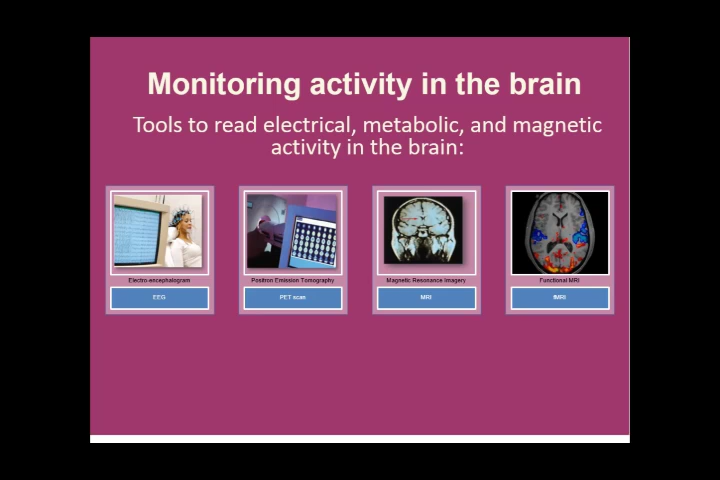 Monitoring activity in the brain
Tools to read electrical, metabolic, and magnetic
activity in the brain:
Electro-encephalogram
Positron Emission Tomography
Magnetic Resonance Imagery
Functional MRI
EEG
PET scan
MRI
fMRI